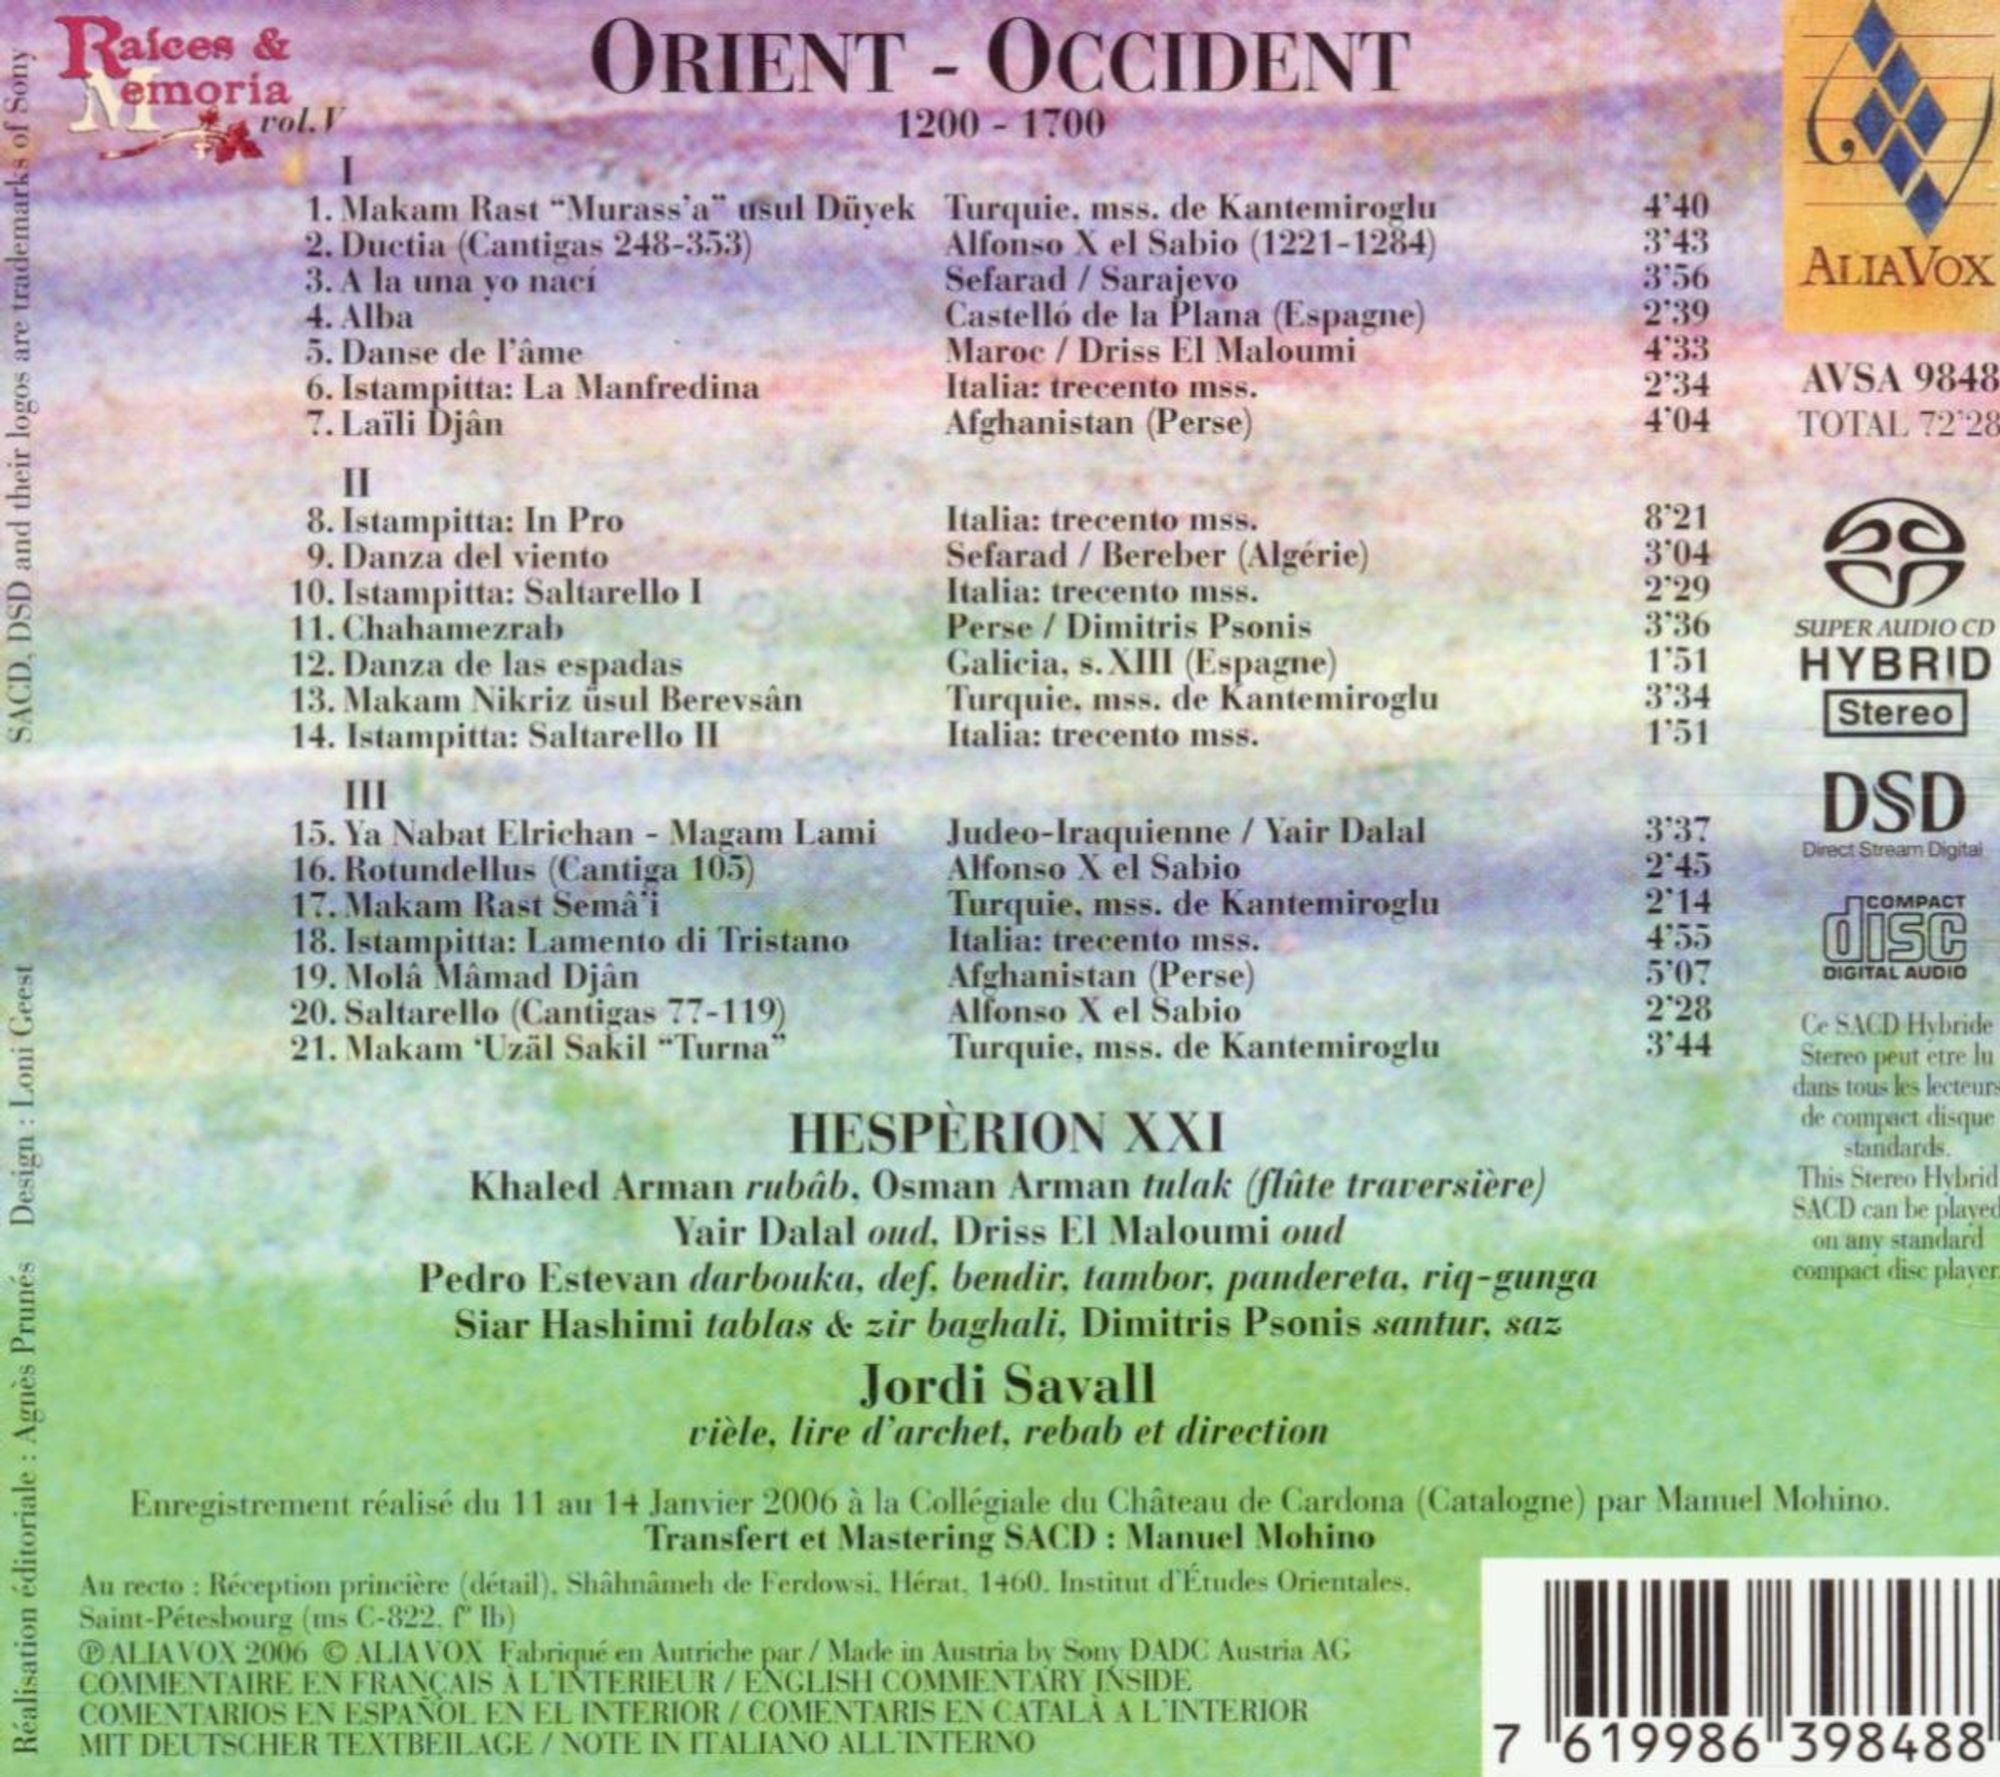 Raíces &
Memoria
vol. V
ORIENT - OCCIDENT
1200 - 1700
I
1. Makam Rast “Murass’a” usul Düyek Turquie, mss. de Kantemiroglu 4’40
2. Ductia (Cantigas 248-353) Alfonso X el Sabio (1221-1284) 3’43
3. A la una yo nací Sefarad / Sarajevo 3’56
4. Alba Castelló de la Plana (Espagne) 2’39
5. Danse de l’âme Maroc / Driss El Maloumi 4’33
6. Istampitta: La Manfredina Italia: trecento mss. 2’34
7. Laïli Djân Afghanistan (Perse) 4’04
II
8. Istampitta: In Pro Italia: trecento mss. 8’21
9. Danza del viento Sefarad / Bereber (Algérie) 3’04
10. Istampitta: Saltarello I Italia: trecento mss. 2’29
11. Chahamezrab Perse / Dimitris Psonis 3’36
12. Danza de las espadas Galicia, s. XIII (Espagne) 1’51
13. Makam Nikriz üsul Berevsân Turquie, mss. de Kantemiroglu 3’34
14. Istampitta: Saltarello II Italia: trecento mss. 1’51
III
15. Ya Nabat Elrichan - Magam Lami Judeo-Iraquienne / Yair Dalal 3’37
16. Rotundellus (Cantiga 105) Alfonso X el Sabio 2’45
17. Makam Rast Semâ’i Turquie, mss. de Kantemiroglu 2’14
18. Istampitta: Lamento di Tristano Italia: trecento mss. 4’55
19. Molâ Mâmad Djân Afghanistan (Perse) 5’07
20. Saltarello (Cantigas 77-119) Alfonso X el Sabio 2’28
21. Makam ‘Uzäl Sakil “Turna” Turquie, mss. de Kantemiroglu 3’44
HESPÈRION XXI
Khaled Arman rubâb, Osman Arman tulak (flûte traversière)
Yair Dalal oud, Driss El Maloumi oud
Pedro Estevan darbouka, def, bendir, tambor, pandereta, riq-gunga
Siar Hashimi tablas & zir baghali, Dimitris Psonis santur, saz
Jordi Savall
vièle, lire d’archet, rebab et direction
Enregistrement réalisé du 11 au 14 Janvier 2006 à la Collégiale du Château de Cardona (Catalogne) par Manuel Mohino.
Transfert et Mastering SACD : Manuel Mohino
Au recto : Réception princière (détail), Shâhnâmeh de Ferdowsi, Hérat, 1460. Institut d’Études Orientales,
Saint-Pétesbourg (ms C-822, f° Ib)
℗ ALIA VOX 2006 © ALIA VOX Fabriqué en Autriche par / Made in Austria by Sony DADC Austria AG
COMMENTAIRE EN FRANÇAIS À L’INTERIEUR / ENGLISH COMMENTARY INSIDE
COMENTARIOS EN ESPAÑOL EN EL INTERIOR / COMENTARIS EN CATALÀ A L’INTERIOR
MIT DEUTSCHER TEXTBEILAGE / NOTE IN ITALIANO ALL’INTERNO
ALIAVOX
AVSA 9848
TOTAL 72’28
SUPER AUDIO CD
HYBRID
Stereo
DSD
Direct Stream Digital
COMPACT
disc
DIGITAL AUDIO
Ce SACD Hybride
Stereo peut etre lu
dans tous les lecteurs
de compact disque
standards.
This Stereo Hybrid
SACD can be played
on any standard
compact disc player.
7 619986 398488
Réalisation éditoriale : Agnès Prunés Design : Loni Geest SACD, DSD and their logos are trademarks of Sony